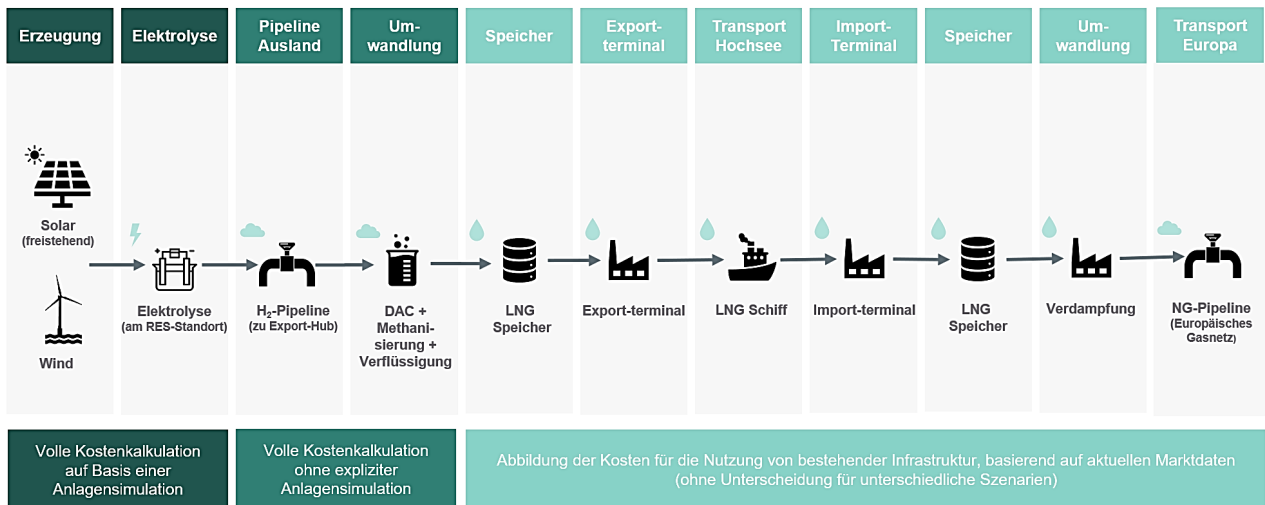 Erzeugung
Elektrolyse
Pipeline
Ausland
Um-
wandlung
Speicher
Export-
terminal
Transport
Hochsee
Import-
Terminal
Speicher
Um-
wandlung
Transport
Europa
Solar
(freistehend)
Wind
Elektrolyse
(am RES-Standort)
H₂-Pipeline
(zu Export-Hub)
DAC +
Methani-
sierung +
Verflüssigung
LNG
Speicher
Export-terminal
LNG Schiff
Import-terminal
LNG
Speicher
Verdampfung
NG-Pipeline
(Europäisches
Gasnetz)
Volle Kostenkalkulation
auf Basis einer
Anlagensimulation
Volle Kostenkalkulation
ohne expliziter
Anlagensimulation
Abbildung der Kosten für die Nutzung von bestehender Infrastruktur, basierend auf aktuellen Marktdaten
(ohne Unterscheidung für unterschiedliche Szenarien)